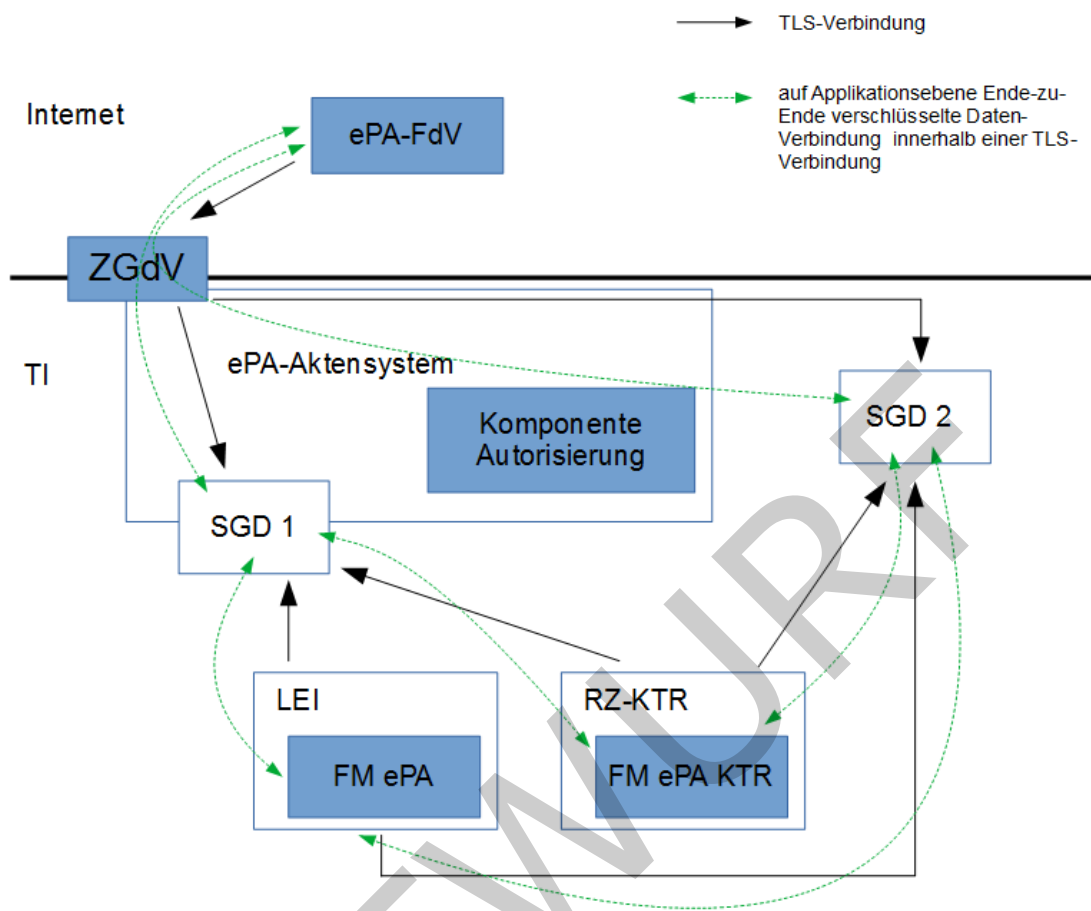 TLS-Verbindung
auf Applikationsebene Ende-zu-
Ende verschlüsselte Daten-
Verbindung innerhalb einer TLS-
Verbindung
Internet
ePA-FdV
ZGdV
TI
ePA-Aktensystem
Komponente
Autorisierung
SGD 2
SGD 1
LEI
FM ePA
RZ-KTR
FM ePA KTR
TWURF